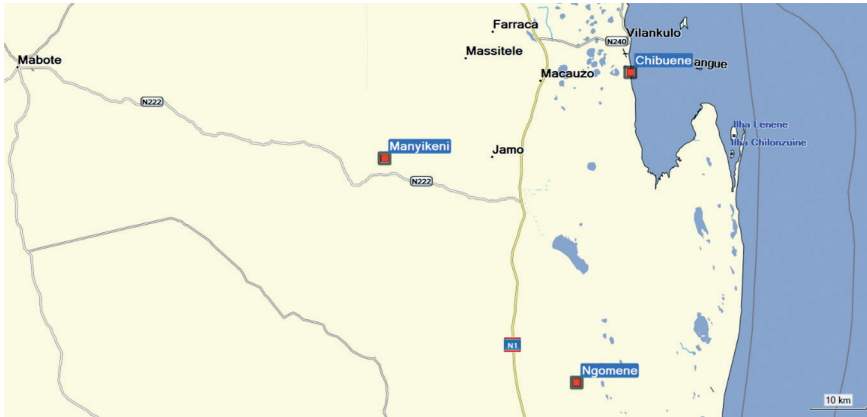 Farraca
Vilankulo
N240
Massitele
Mabote
Chibuene
angue
Macauzo
N222
Ilha Lenene
Manyikeni
Jamo
Ilha Chilonzuine
N222
N1
Ngomene
10 km